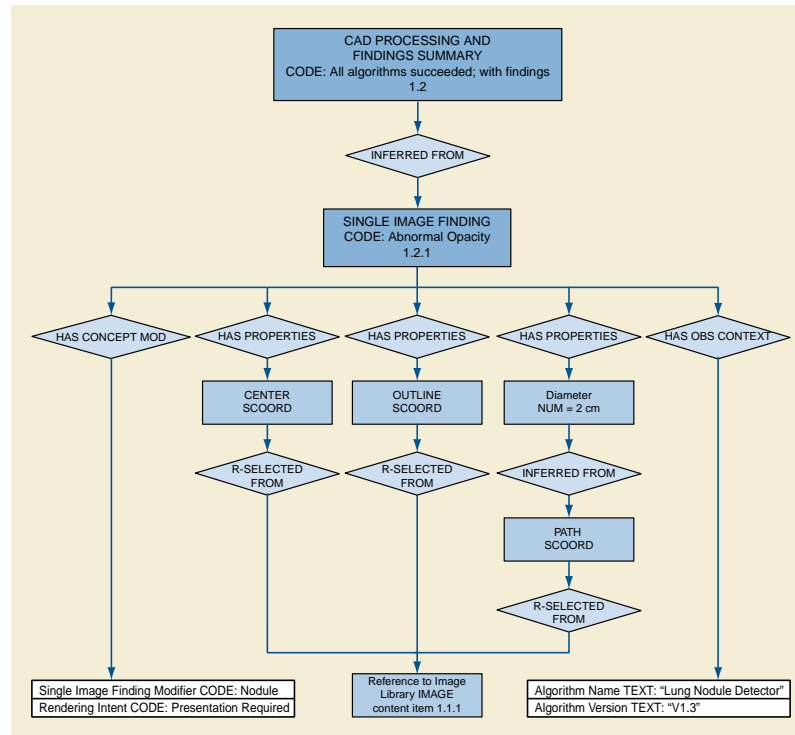 CAD PROCESSING AND
FINDINGS SUMMARY
CODE: All algorithms succeeded; with findings
1.2
INFERRED FROM
SINGLE IMAGE FINDING
CODE: Abnormal Opacity
1.2.1
HAS CONCEPT MOD
HAS PROPERTIES
HAS PROPERTIES
HAS PROPERTIES
HAS OBS CONTEXT
CENTER
SCOORD
OUTLINE
SCOORD
Diameter
NUM = 2 cm
R-SELECTED
FROM
R-SELECTED
FROM
INFERRED FROM
PATH
SCOORD
R-SELECTED
FROM
Single Image Finding Modifier CODE: Nodule
Rendering Intent CODE: Presentation Required
Reference to Image
Library IMAGE
content item 1.1.1
Algorithm Name TEXT: “Lung Nodule Detector”
Algorithm Version TEXT: “V1.3”